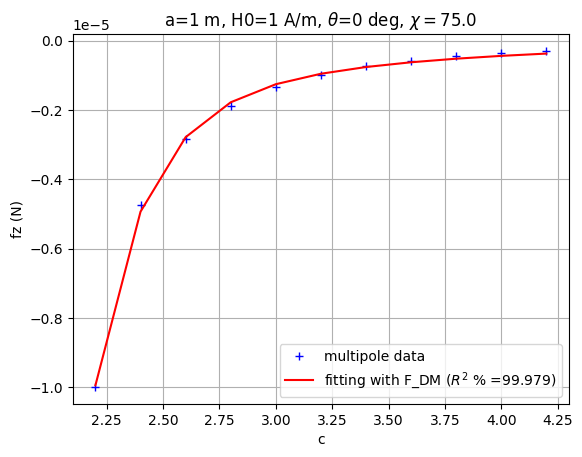 a=1 m, H0=1 A/m, θ=0 deg, χ = 75.0
1e−5
0.0
−0.2
−0.4
−0.6
−0.8
−1.0
fz (N)
2.25 2.50 2.75 3.00 3.25 3.50 3.75 4.00 4.25
c
multipole data
fitting with F_DM (R² % =99.979)